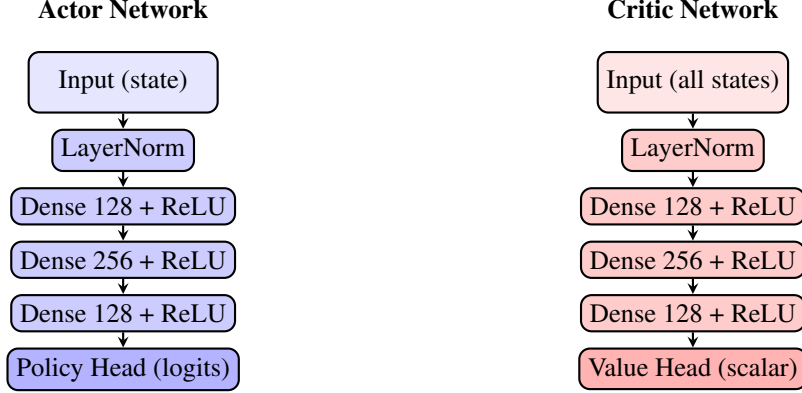 Actor Network
Input (state)
LayerNorm
Dense 128 + ReLU
Dense 256 + ReLU
Dense 128 + ReLU
Policy Head (logits)
Critic Network
Input (all states)
LayerNorm
Dense 128 + ReLU
Dense 256 + ReLU
Dense 128 + ReLU
Value Head (scalar)